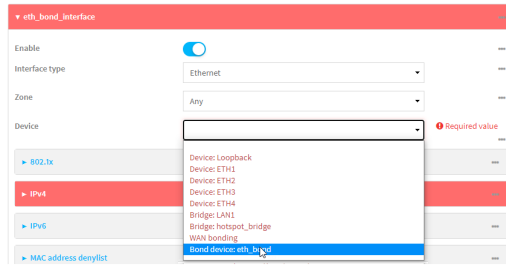 ▾ eth_bond_interface
Enable
Interface type
Ethernet
Zone
Any
Device
Required value
Device: Loopback
Device: ETH1
Device: ETH2
Device: ETH3
Device: ETH4
Bridge: LAN1
Bridge: hotspot_bridge
WAN bonding
Bond device: eth_bond
▸ 802.1x
▸ IPv4
▸ IPv6
▸ MAC address denylist